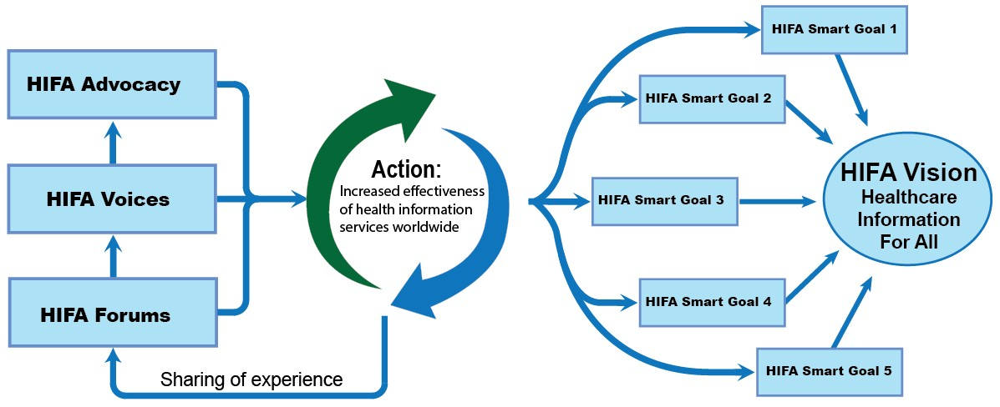 HIFA Advocacy
HIFA Voices
HIFA Forums
Sharing of experience
Action:
Increased effectiveness
of health information
services worldwide
HIFA Smart Goal 1
HIFA Smart Goal 2
HIFA Smart Goal 3
HIFA Smart Goal 4
HIFA Smart Goal 5
HIFA Vision
Healthcare
Information
For All